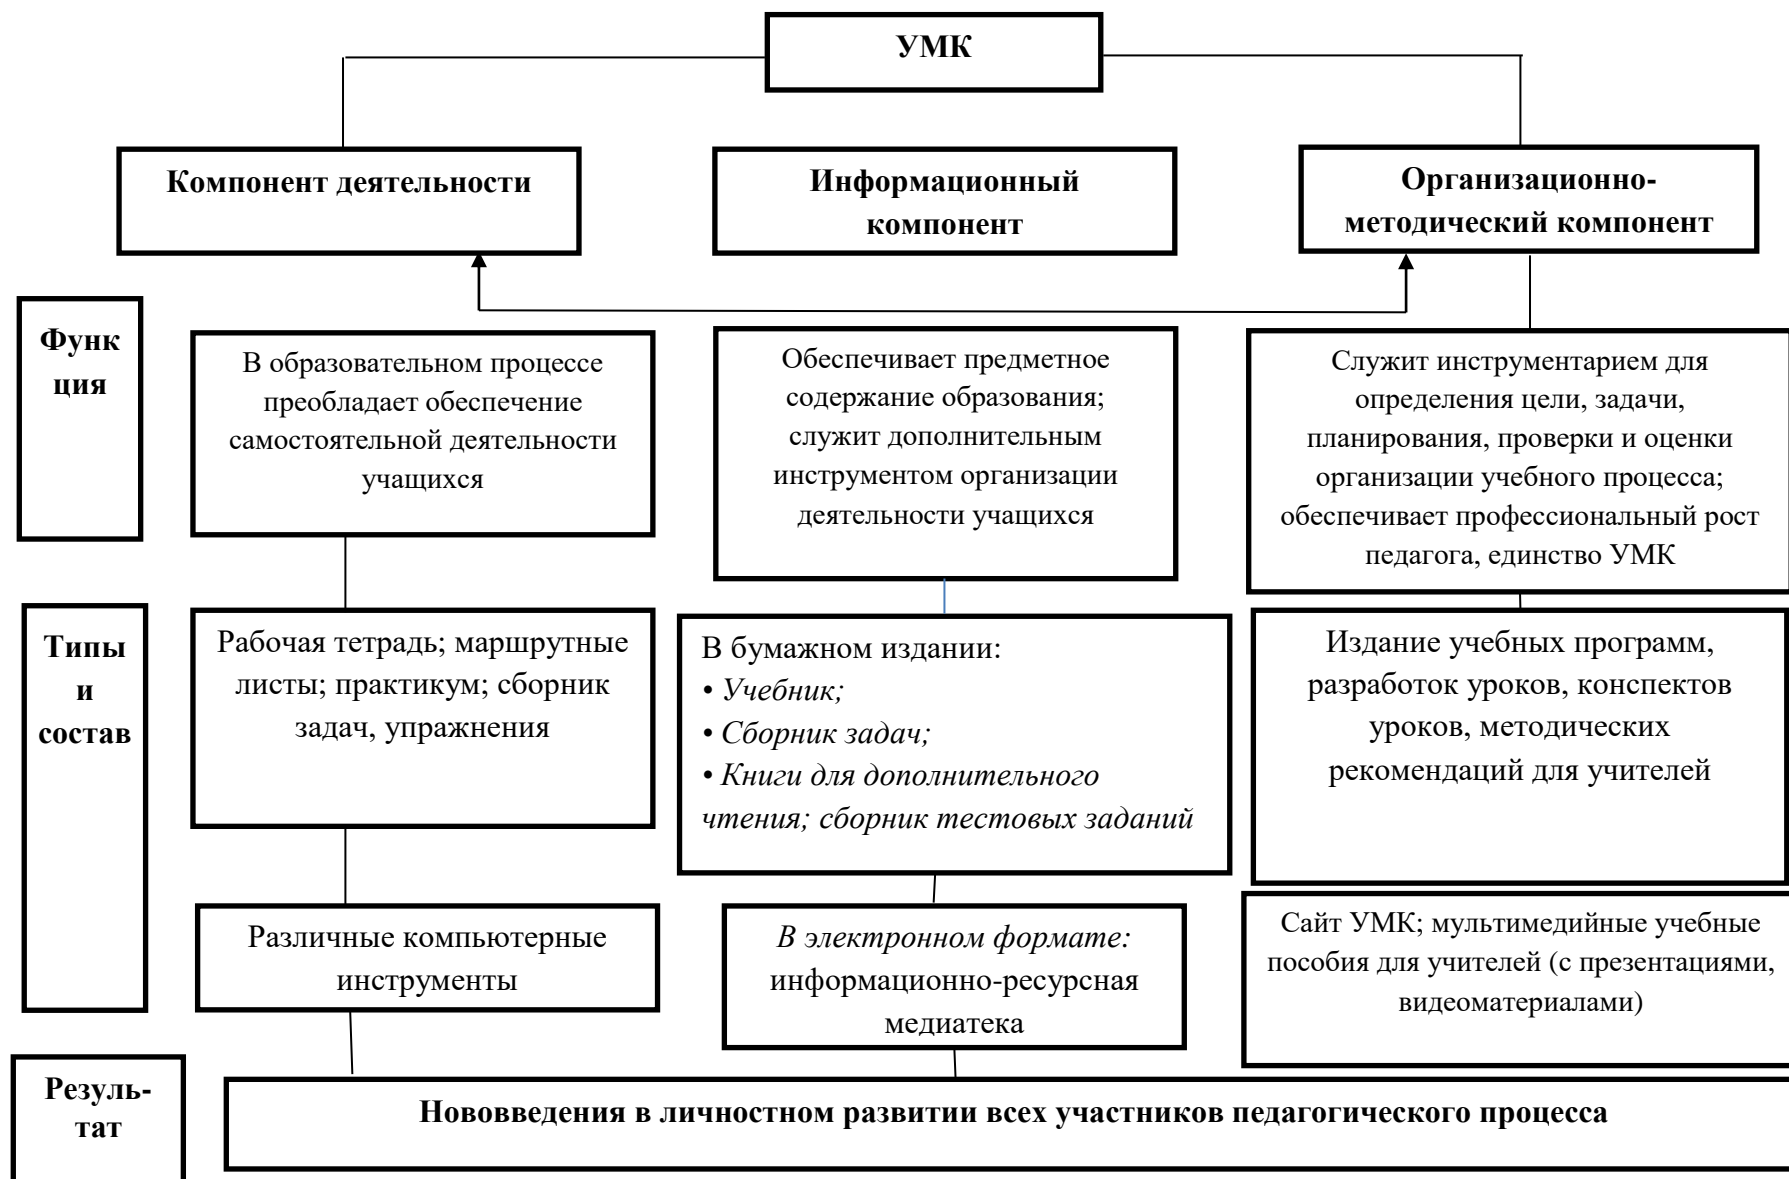 УМК
Компонент деятельности
Информационный
компонент
Организационно-
методический компонент
Функ
ция
В образовательном процессе
преобладает обеспечение
самостоятельной деятельности
учащихся
Обеспечивает предметное
содержание образования;
служит дополнительным
инструментом организации
деятельности учащихся
Служит инструментарием для
определения цели, задачи,
планирования, проверки и оценки
организации учебного процесса;
обеспечивает профессиональный рост
педагога, единство УМК
Типы
и
состав
Рабочая тетрадь; маршрутные
листы; практикум; сборник
задач, упражнения
В бумажном издании:
• Учебник;
• Сборник задач;
• Книги для дополнительного
чтения; сборник тестовых заданий
Издание учебных программ,
разработок уроков, конспектов
уроков, методических
рекомендаций для учителей
Различные компьютерные
инструменты
В электронном формате:
информационно-ресурсная
медиатека
Сайт УМК; мультимедийные учебные
пособия для учителей (с презентациями,
видеоматериалами)
Резуль-
тат
Нововведения в личностном развитии всех участников педагогического процесса